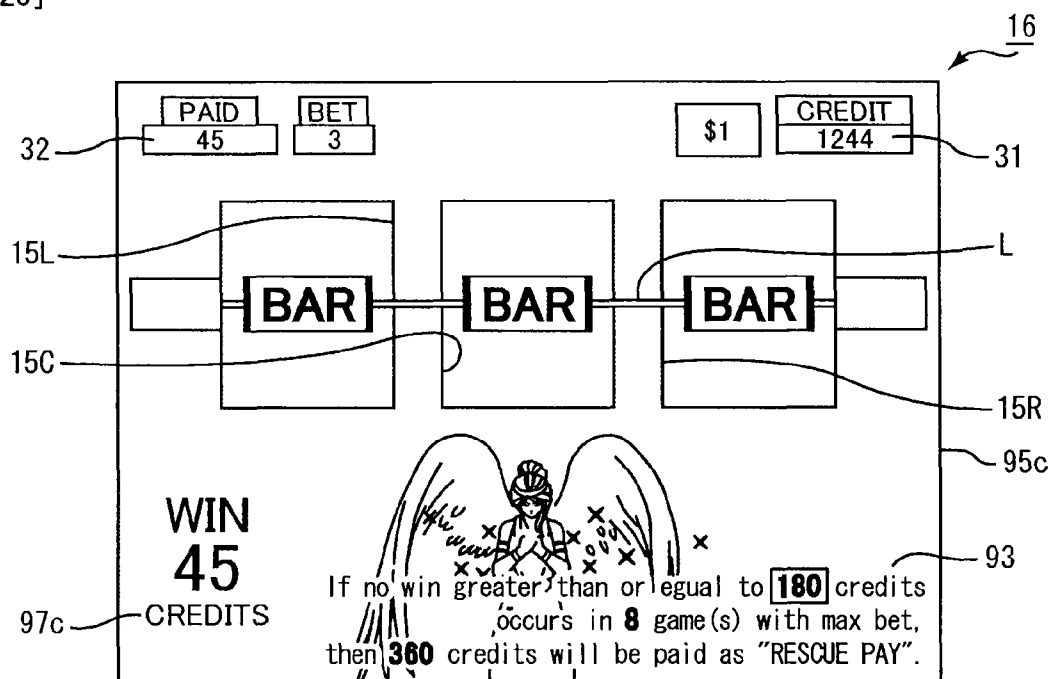 16
PAID BET CREDIT
45 3 $1 1244
32
31
15L
L
BAR BAR BAR
15C
15R
95c
WIN
45
CREDITS
97c
93
If no win greater than or egual to 180 credits
occurs in 8 game(s) with max bet,
then 360 credits will be paid as "RESCUE PAY".